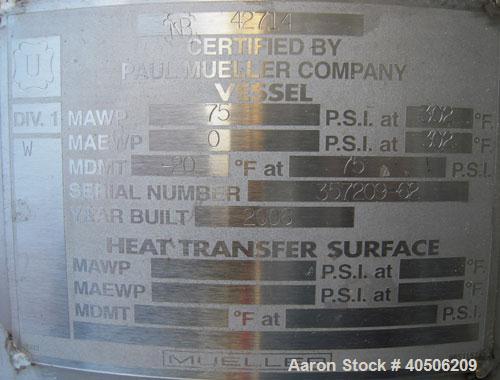 NB 42714
CERTIFIED BY
PAUL MUELLER COMPANY
VESSEL
U
DIV. 1 MAWP 75 P.S.I. at 302 °F.
W MAEWP 0 P.S.I. at 302 °F.
MDMT -20 °F at 75 P.S.I.
SERIAL NUMBER 357209-62
YEAR BUILT
HEAT TRANSFER SURFACE
MAWP P.S.I. at °F.
MAEWP P.S.I. at °F.
MDMT °F at P.S.I.
MUELLER
Aaron Stock # 40506209